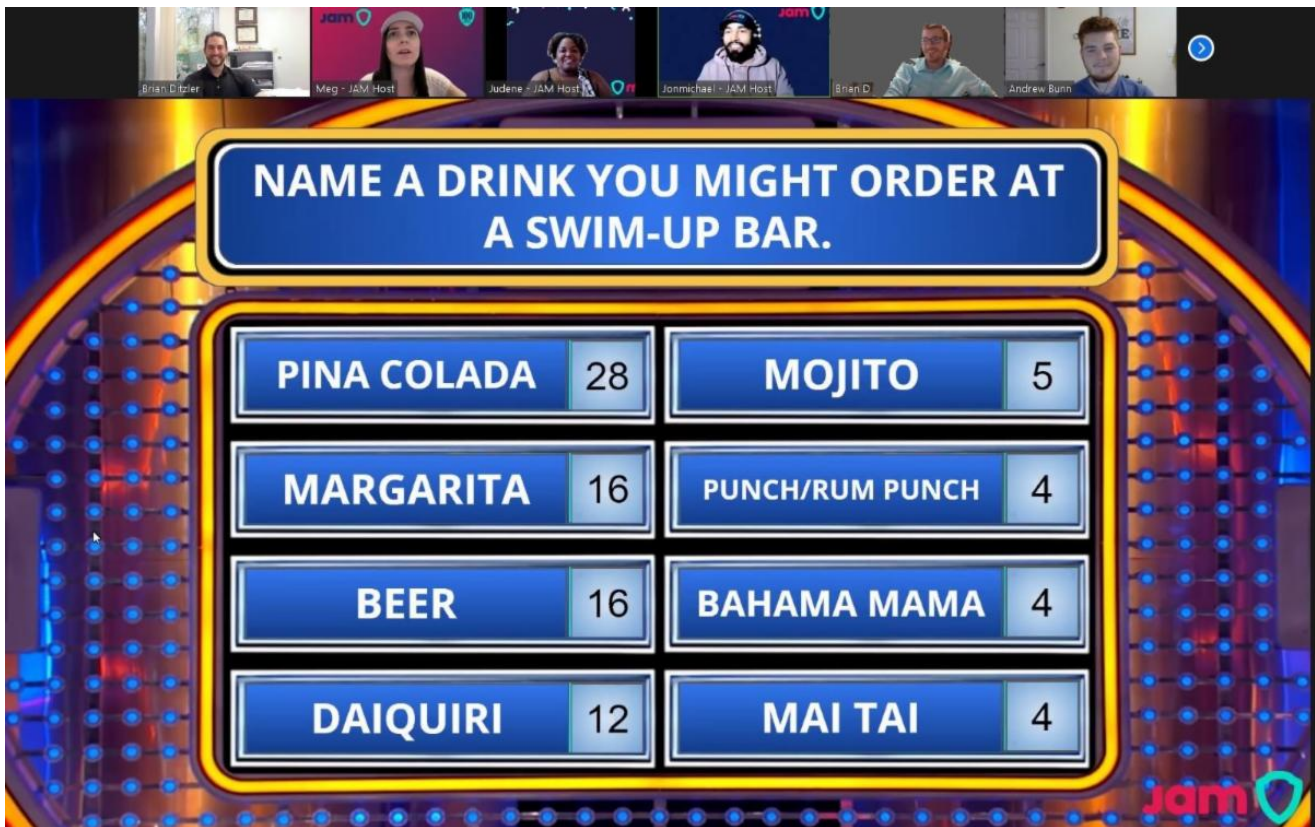 Jam
Jam
Brian Ditzler
Meg - JAM Host
Judene - JAM Host
Jonmichael - JAM Host
Brian D
Andrew Bunn
NAME A DRINK YOU MIGHT ORDER AT
A SWIM-UP BAR.
PINA COLADA 28
MOJITO 5
MARGARITA 16
PUNCH/RUM PUNCH 4
BEER 16
BAHAMA MAMA 4
DAIQUIRI 12
MAI TAI 4
Jam